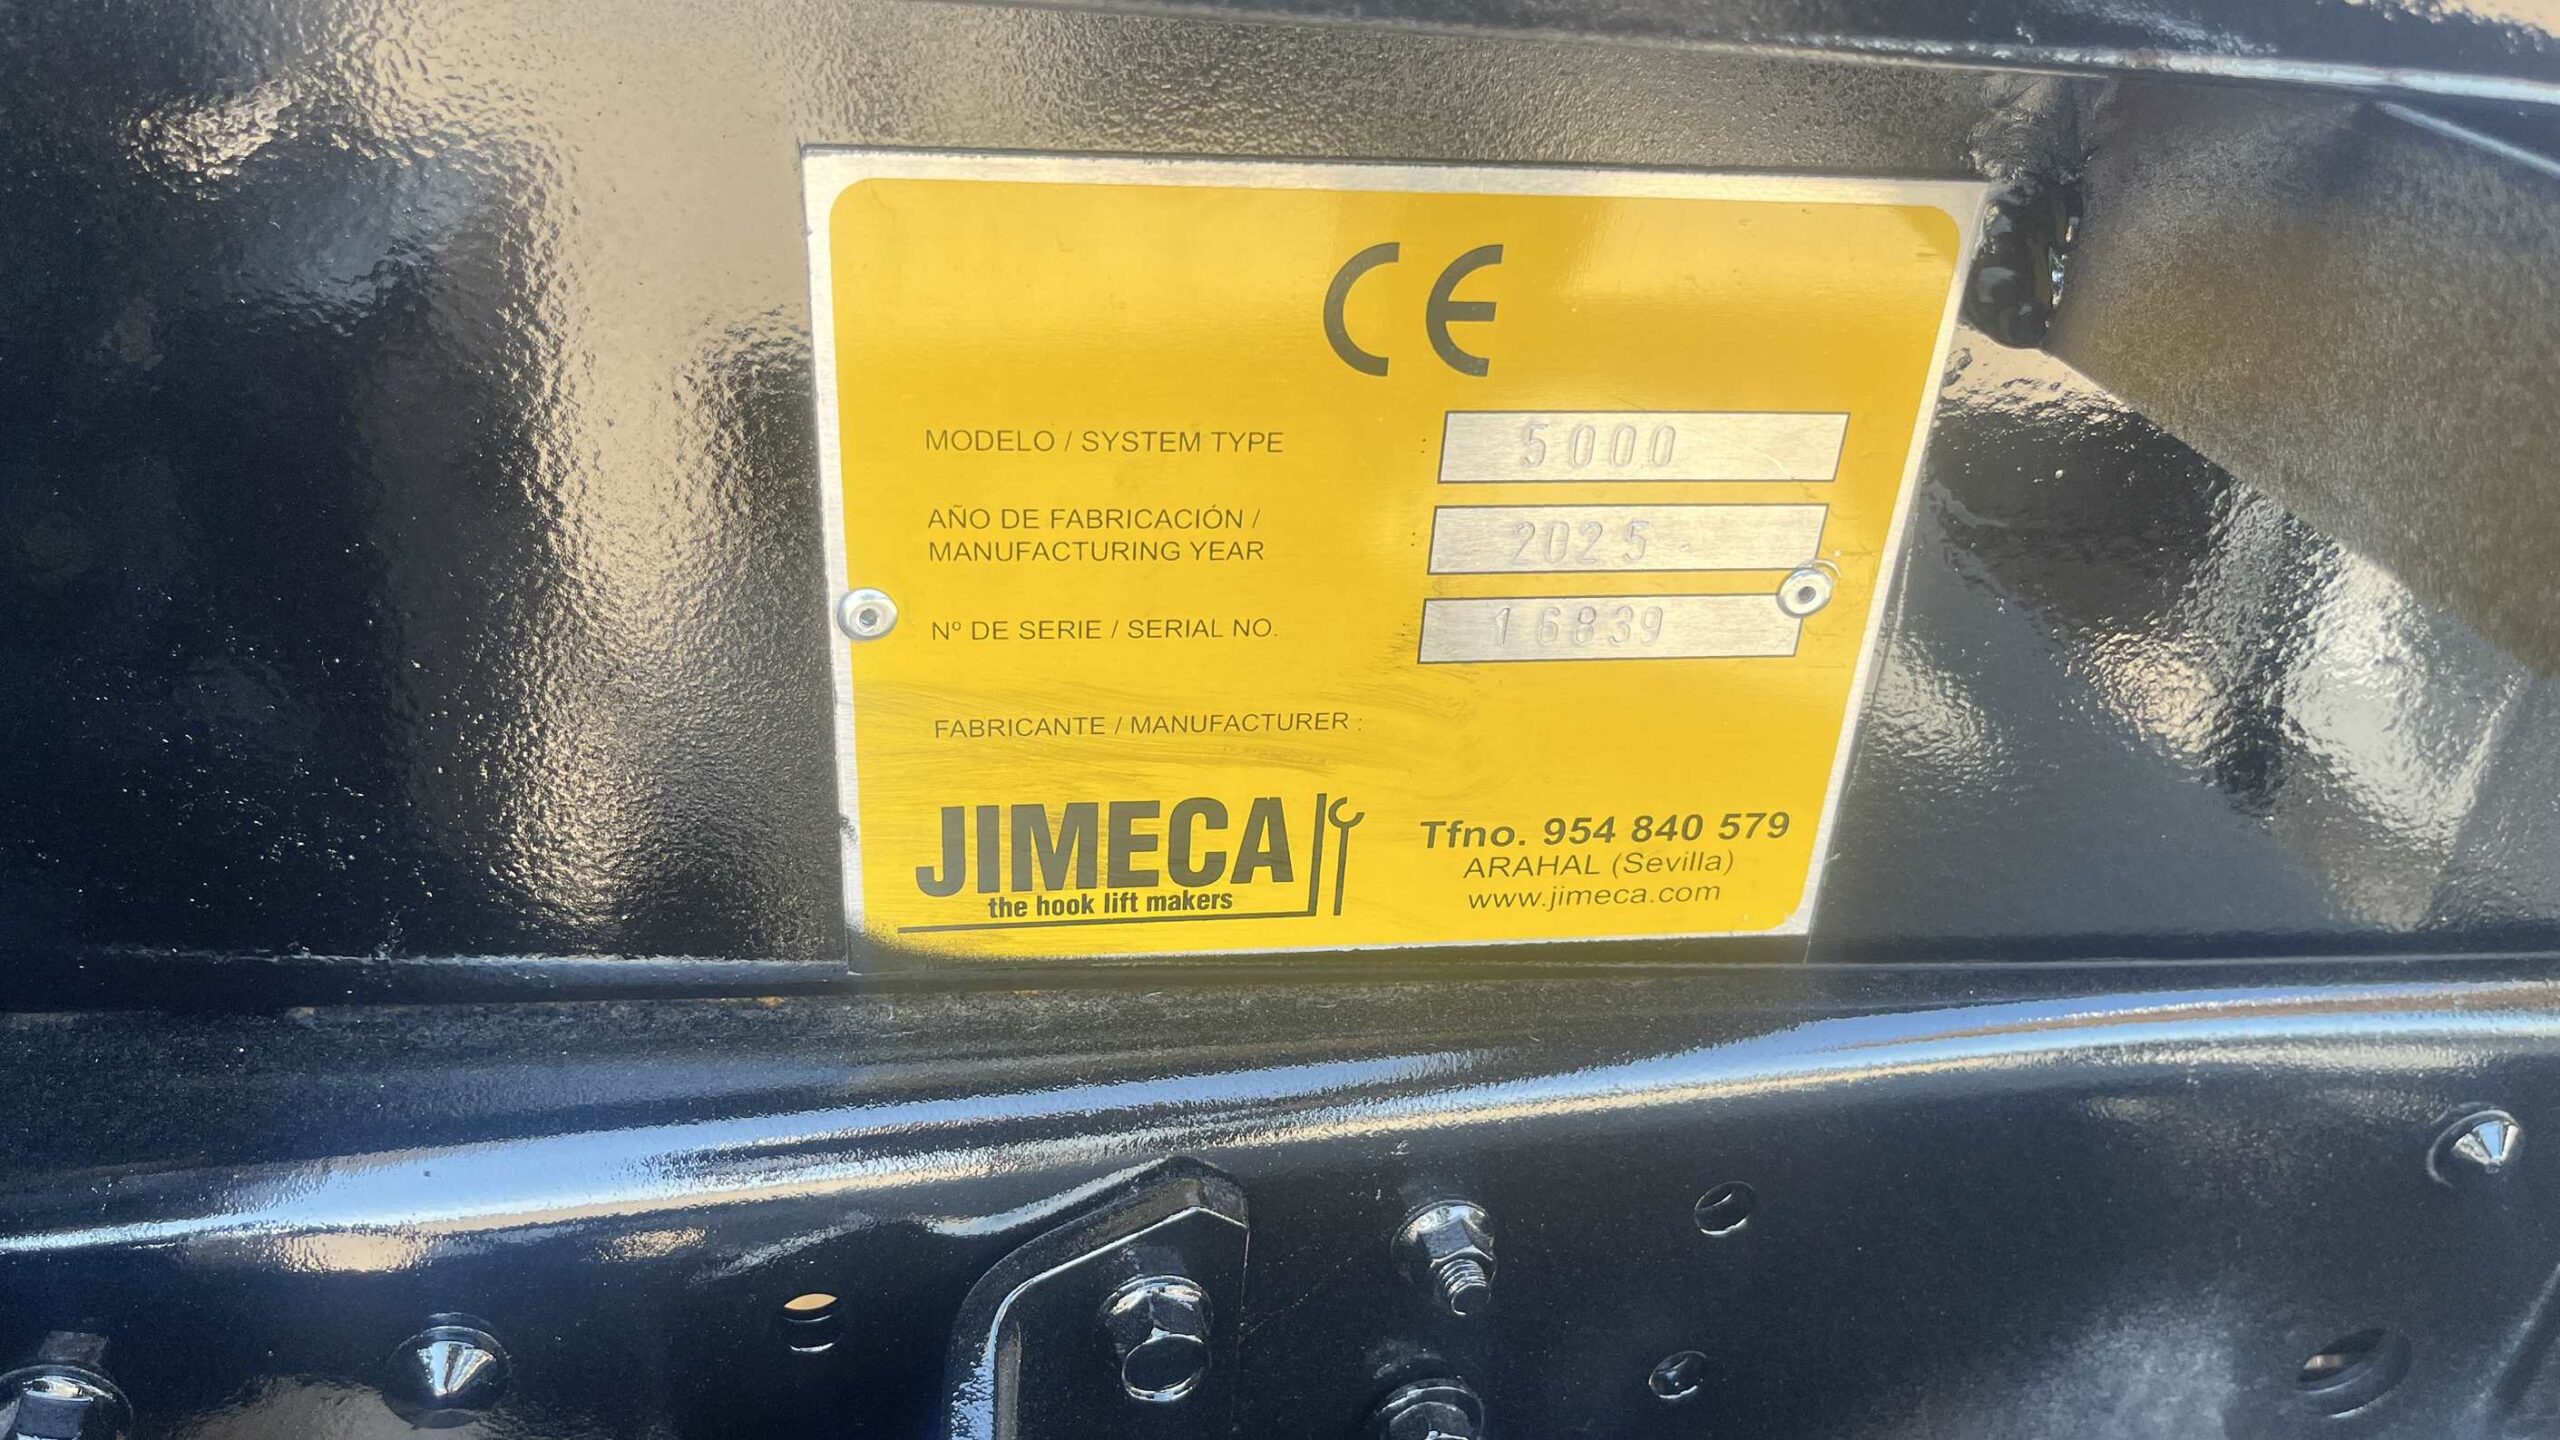 CE
MODELO / SYSTEM TYPE : 5000
AÑO DE FABRICACIÓN /
MANUFACTURING YEAR : 2025
Nº DE SERIE / SERIAL NO. 16839
FABRICANTE / MANUFACTURER :
JIMECA
the hook lift makers
Tfno. 954 840 579
ARAHAL (Sevilla)
www.jimeca.com